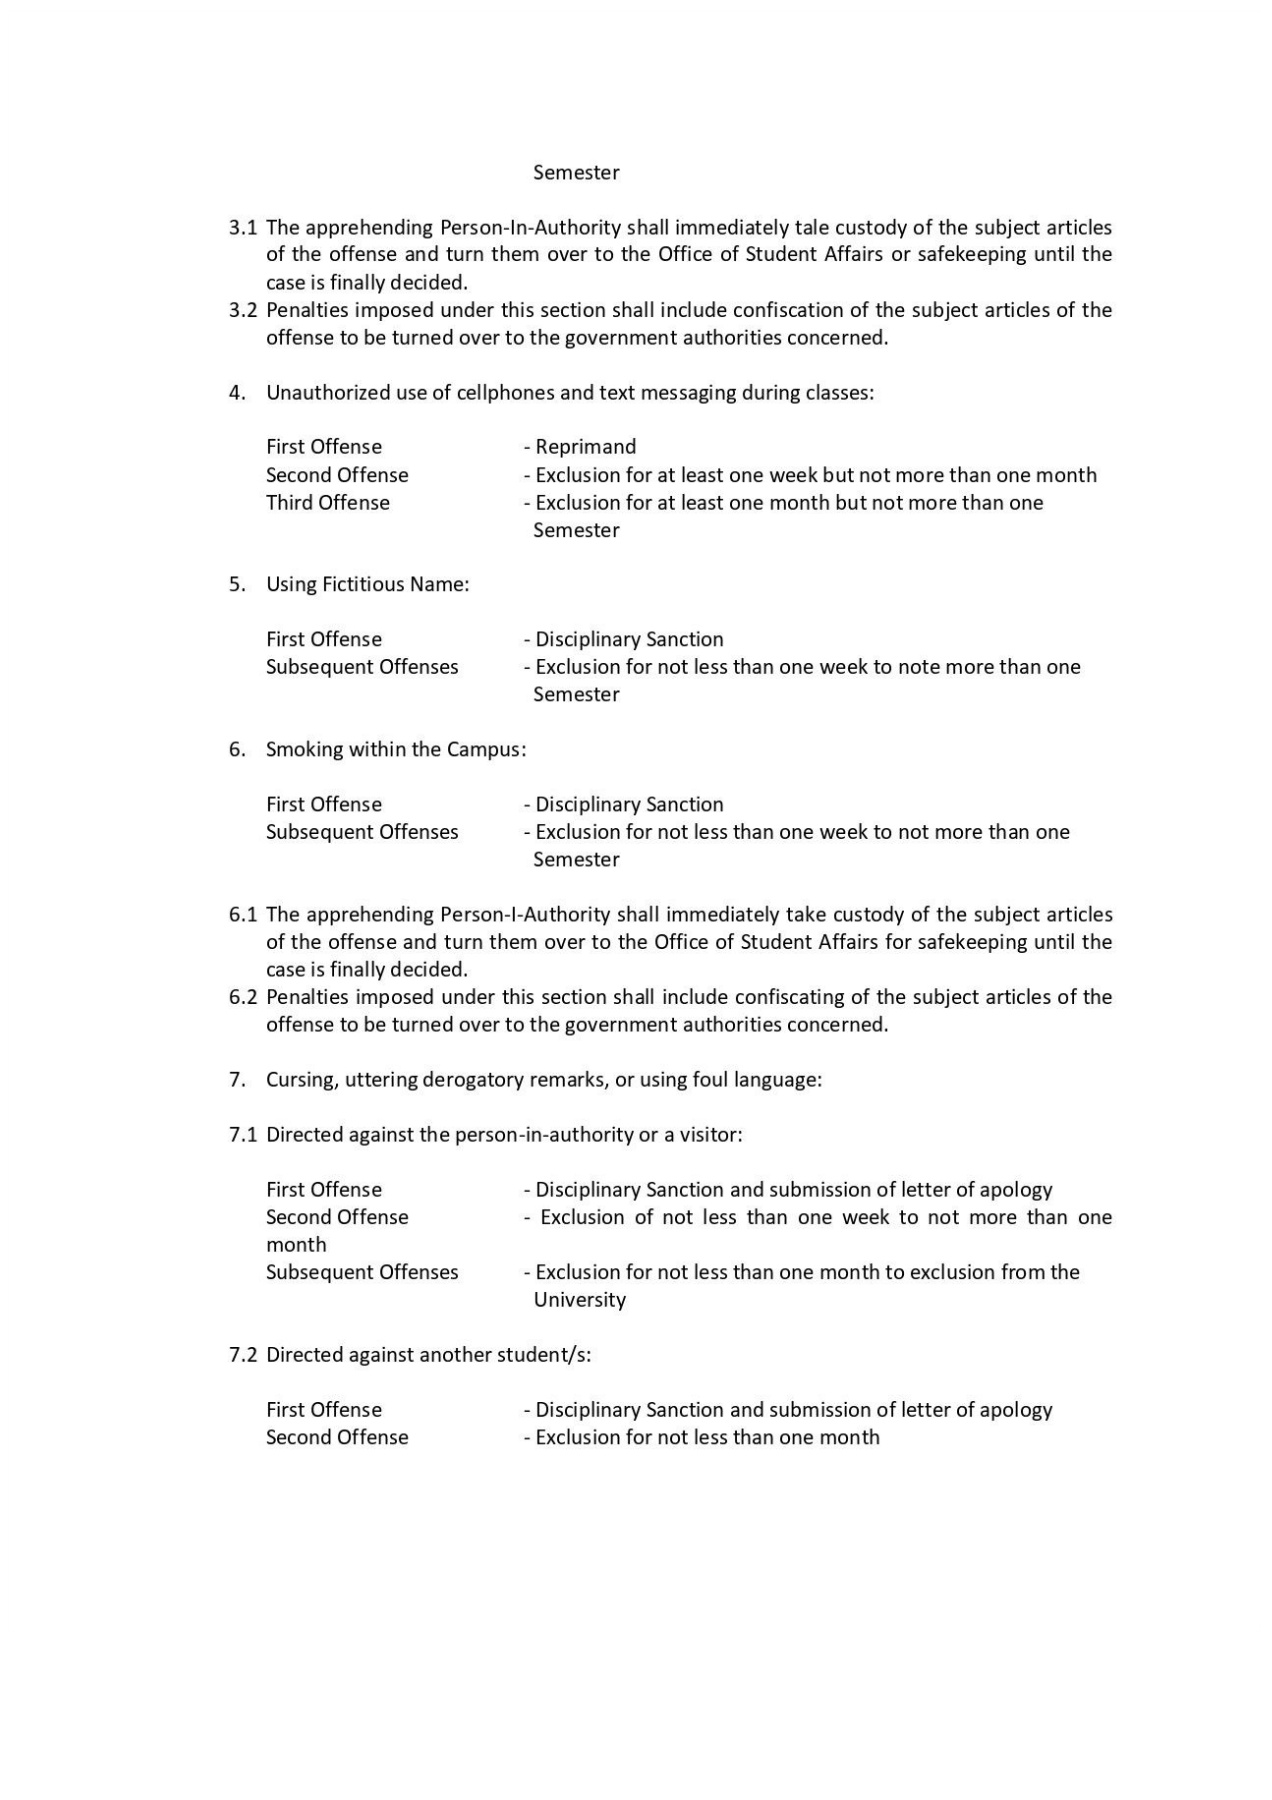 Semester
3.1 The apprehending Person-In-Authority shall immediately tale custody of the subject articles
of the offense and turn them over to the Office of Student Affairs or safekeeping until the
case is finally decided.
3.2 Penalties imposed under this section shall include confiscation of the subject articles of the
offense to be turned over to the government authorities concerned.
4. Unauthorized use of cellphones and text messaging during classes:
First Offense - Reprimand
Second Offense - Exclusion for at least one week but not more than one month
Third Offense - Exclusion for at least one month but not more than one
Semester
5. Using Fictitious Name:
First Offense - Disciplinary Sanction
Subsequent Offenses - Exclusion for not less than one week to note more than one
Semester
6. Smoking within the Campus:
First Offense - Disciplinary Sanction
Subsequent Offenses - Exclusion for not less than one week to not more than one
Semester
6.1 The apprehending Person-I-Authority shall immediately take custody of the subject articles
of the offense and turn them over to the Office of Student Affairs for safekeeping until the
case is finally decided.
6.2 Penalties imposed under this section shall include confiscating of the subject articles of the
offense to be turned over to the government authorities concerned.
7. Cursing, uttering derogatory remarks, or using foul language:
7.1 Directed against the person-in-authority or a visitor:
First Offense - Disciplinary Sanction and submission of letter of apology
Second Offense - Exclusion of not less than one week to not more than one
month
Subsequent Offenses - Exclusion for not less than one month to exclusion from the
University
7.2 Directed against another student/s:
First Offense - Disciplinary Sanction and submission of letter of apology
Second Offense - Exclusion for not less than one month